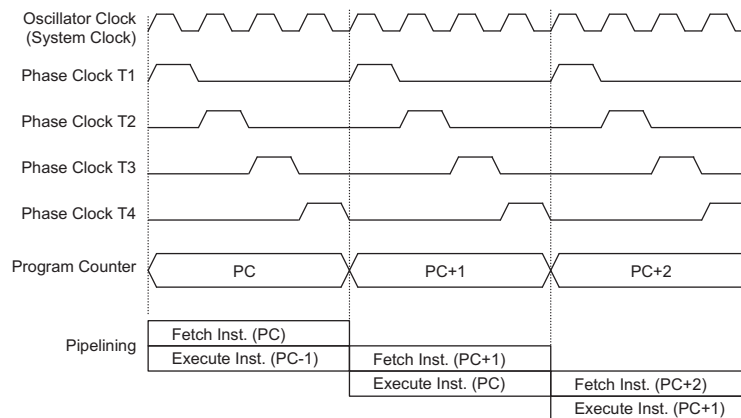 Oscillator Clock
(System Clock)
Phase Clock T1
Phase Clock T2
Phase Clock T3
Phase Clock T4
Program Counter
PC
PC+1
PC+2
Pipelining
Fetch Inst. (PC)
Execute Inst. (PC-1)
Fetch Inst. (PC+1)
Execute Inst. (PC)
Fetch Inst. (PC+2)
Execute Inst. (PC+1)